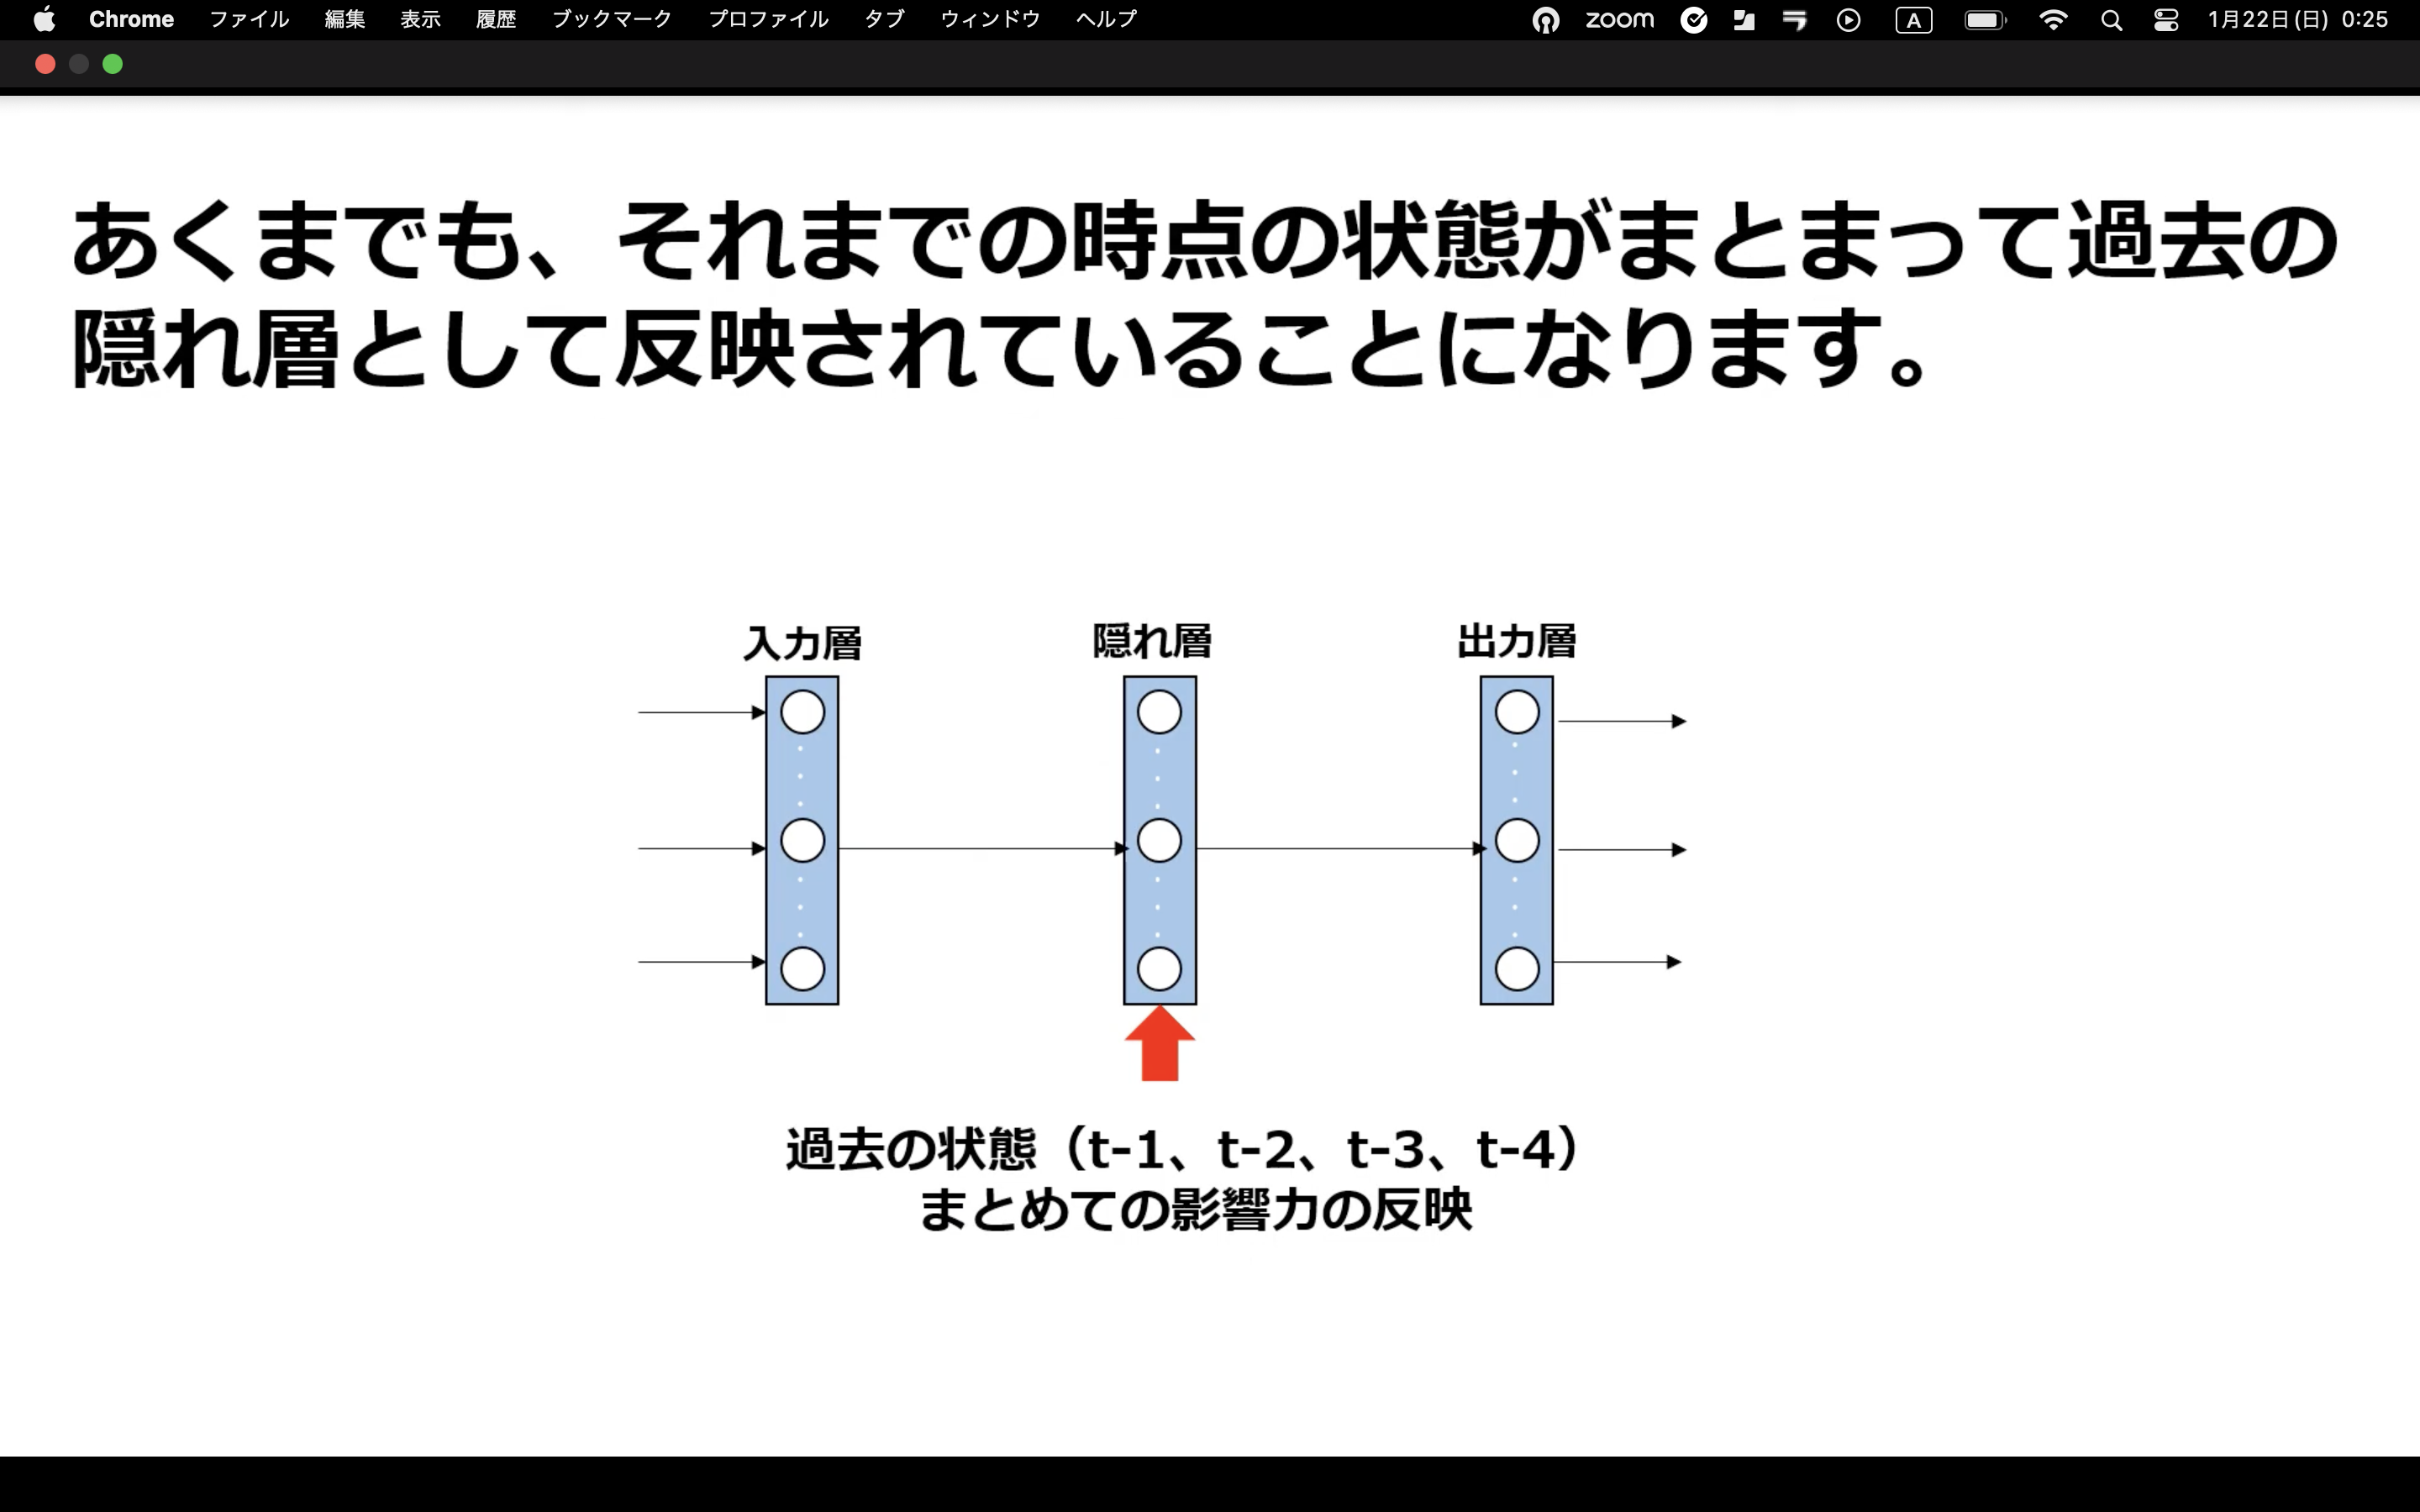 Chrome ファイル 編集 表示 履歴 ブックマーク プロファイル タブ ウィンドウ ヘルプ zoom A 1月22日(日) 0:25
あくまでも、それまでの時点の状態がまとまって過去の
隠れ層として反映されていることになります。
入力層 隠れ層 出力層
過去の状態（t-1、t-2、t-3、t-4）
まとめての影響力の反映